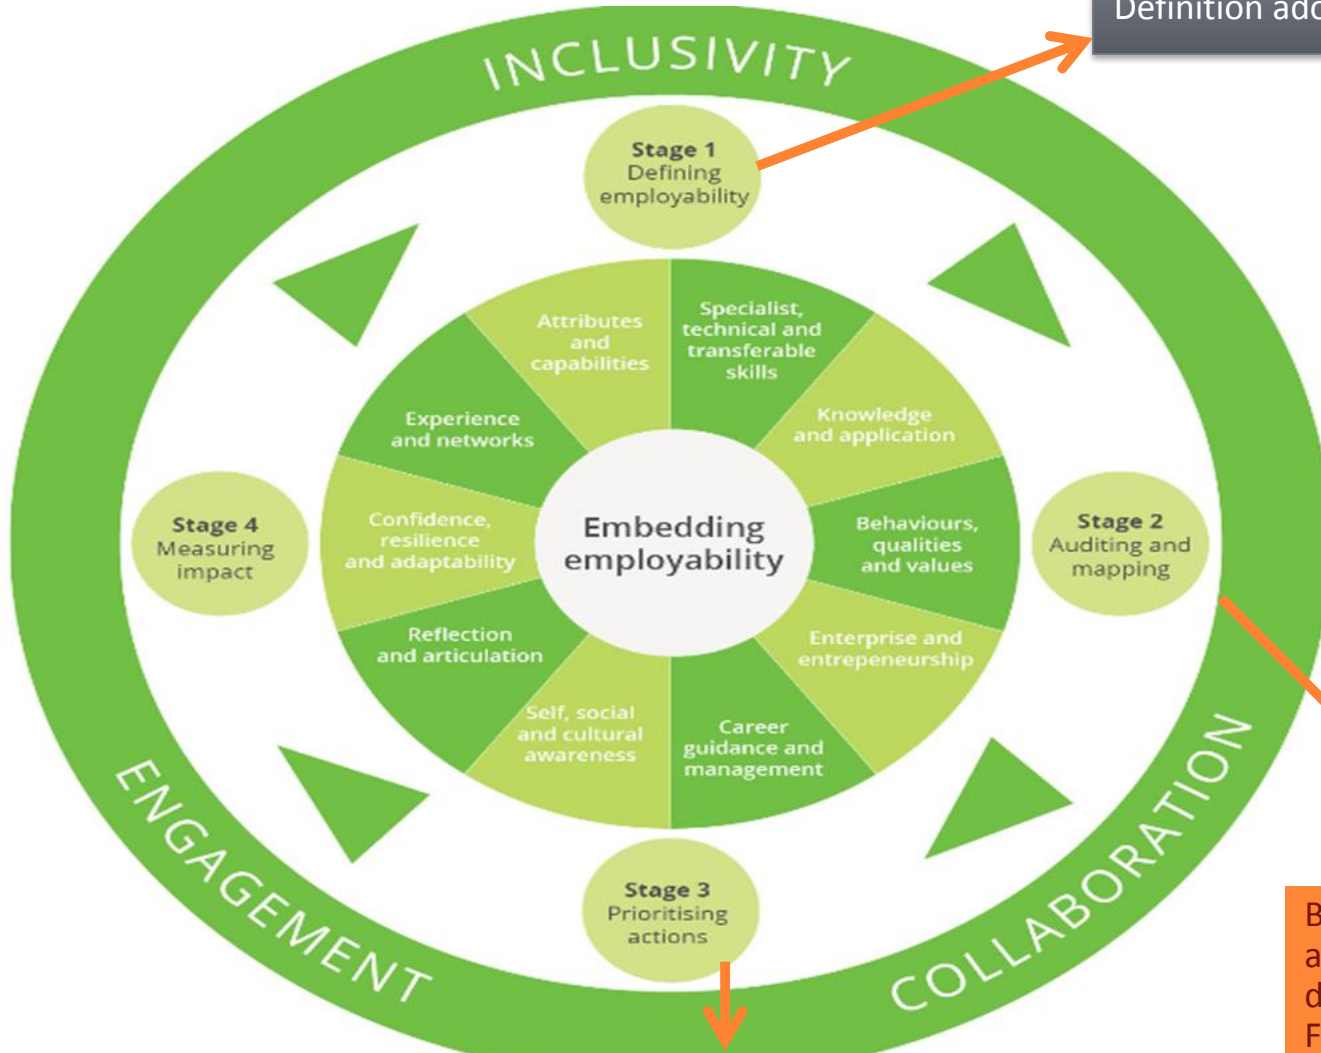 Definition
INCLUSIVITY
Stage 1
Defining
employability
Attributes
and
capabilities
Specialist,
technical and
transferable
skills
Experience
and networks
Knowledge
and application
Stage 4
Measuring
impact
Confidence,
resilience
and adaptability
Embedding
employability
Behaviours,
qualities
and values
Stage 2
Auditing and
mapping
Reflection
and articulation
Enterprise and
entrepeneurship
Self, social
and cultural
awareness
Career
guidance and
management
Stage 3
Prioritising
actions
ENGAGEMENT
COLLABORATION